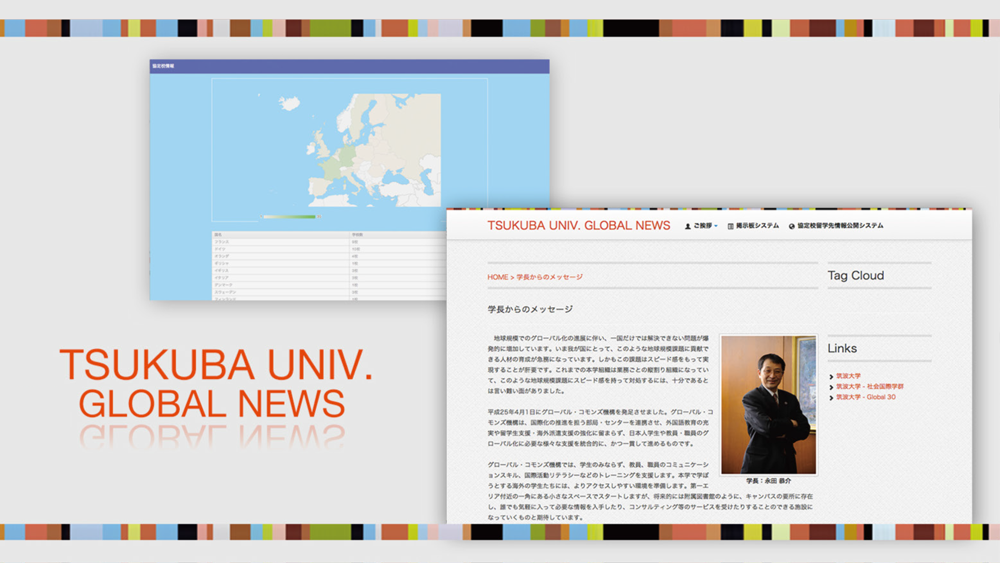 協定校情報
国名 学校数
フランス
ドイツ
オランダ
イギリス
イタリア
TSUKUBA UNIV. GLOBAL NEWS ご挨拶 掲示板システム 協定校留学先情報公開システム
HOME > 学長からのメッセージ
Tag Cloud
学長からのメッセージ
地球規模でのグローバル化の進展に伴い、一国だけでは解決できない問題が爆
発的に増加しています。いま我が国にとって、このような地球規模課題に貢献で
きる人材の育成が急務になっています。しかもこの課題はスピード感をもって実
現することが肝要です。これまでの本学組織は業務ごとの縦割り組織になってい
て、このような地球規模課題にスピード感を持って対処するには、十分であると
は言い難い面がありました。
平成25年4月1日にグローバル・コモンズ機構を発足させました。グローバル・コ
モンズ機構は、国際化の推進を担う部局・センターを連携させ、外国語教育の充
実や留学生支援・海外派遣支援の強化に留まらず、日本人学生や教員・職員のグ
ローバル化に必要な様々な支援を統合的に、かつ一貫して進めるものです。
グローバル・コモンズ機構では、学生のみならず、教員、職員のコミュニケーシ
ョンスキル、国際活動リテラシーなどのトレーニングを支援します。本学で学ぼ
うとする海外の学生たちには、よりアクセスしやすい環境を準備します。第一エ
リア付近の一角にある小さなスペースでスタートしますが、将来的には附属図書館のように、キャンパスの要所に存在
し、誰でも気軽に入って必要な情報を入手したり、コンサルティング等のサービスを受けたりすることのできる施設に
なっていくものと期待しています。
学長：永田 恭介
Links
筑波大学
筑波大学 - 社会国際学群
筑波大学 - Global 30
TSUKUBA UNIV.
GLOBAL NEWS